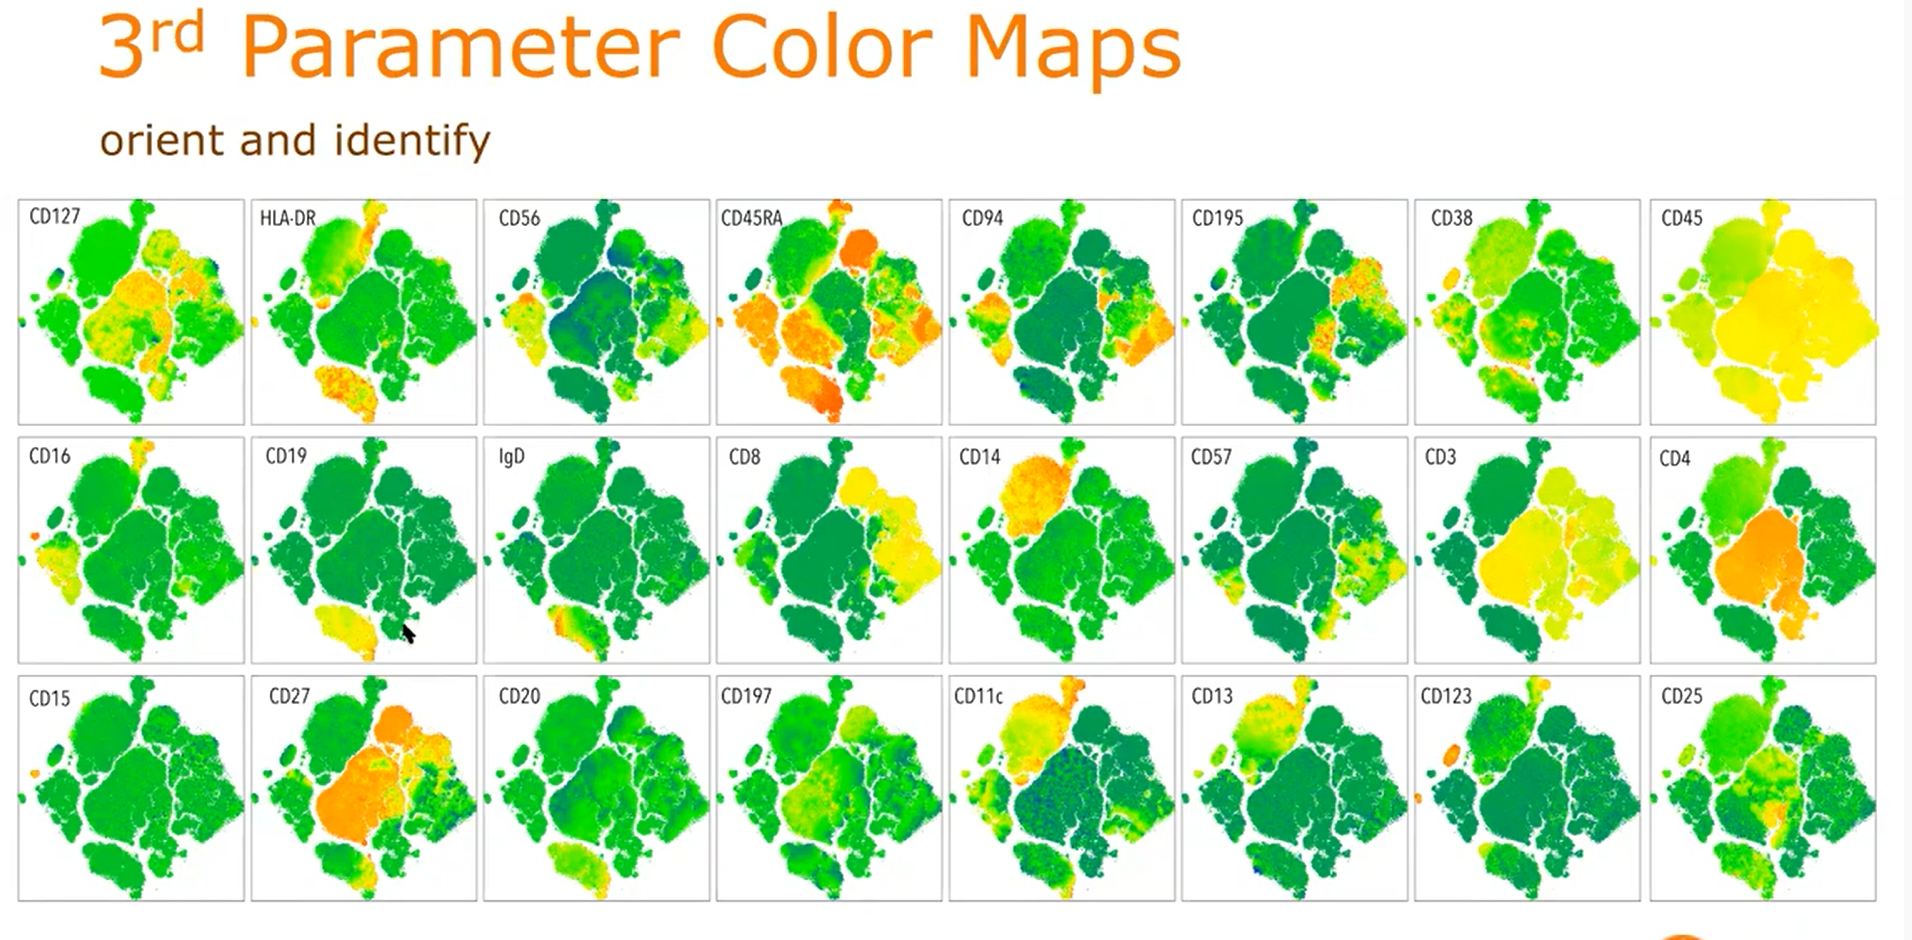 3rd Parameter Color Maps
orient and identify
CD127 HLA-DR CD56 CD45RA CD94 CD195 CD38 CD45
CD16 CD19 IgD CD8 CD14 CD57 CD3 CD4
CD15 CD27 CD20 CD197 CD11c CD13 CD123 CD25